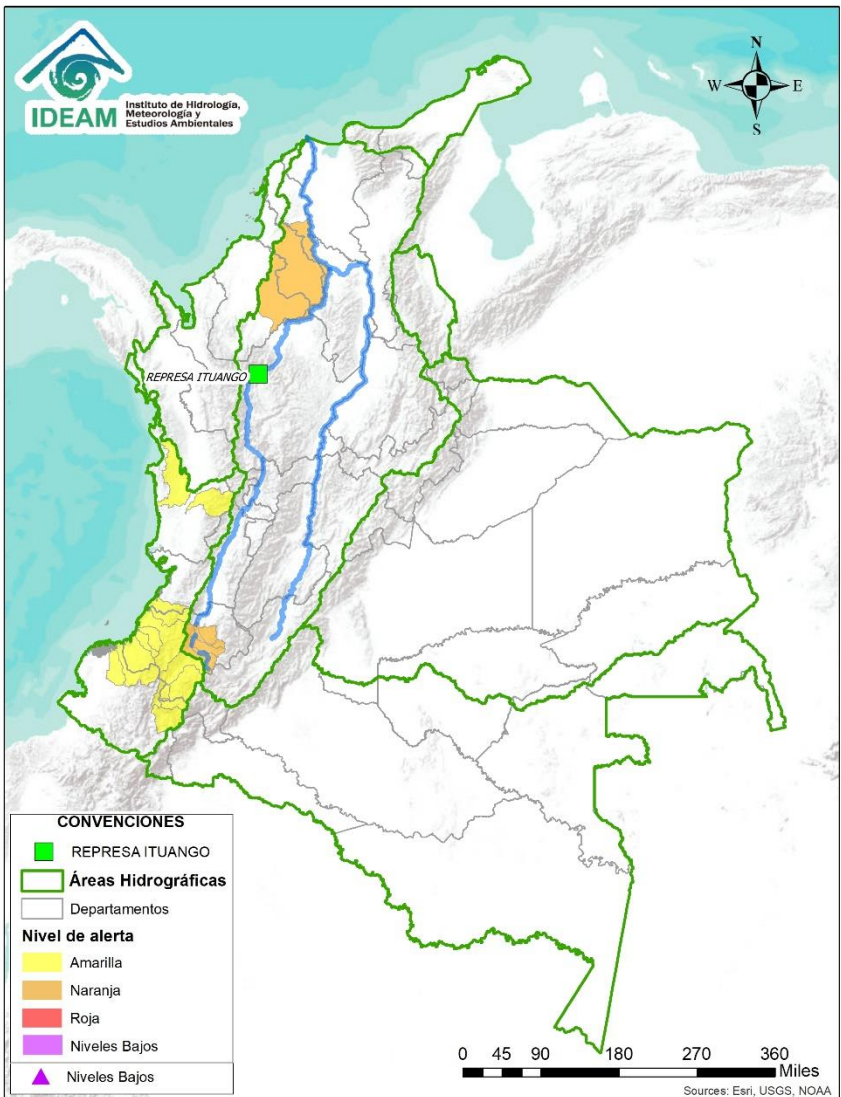 IDEAM
Instituto de Hidrología,
Meteorología y
Estudios Ambientales
N
W
E
S
REPRESA ITUANGO
CONVENCIONES
REPRESA ITUANGO
Áreas Hidrográficas
Departamentos
Nivel de alerta
Amarilla
Naranja
Roja
Niveles Bajos
Niveles Bajos
0 45 90 180 270 360
Miles
Sources: Esri, USGS, NOAA